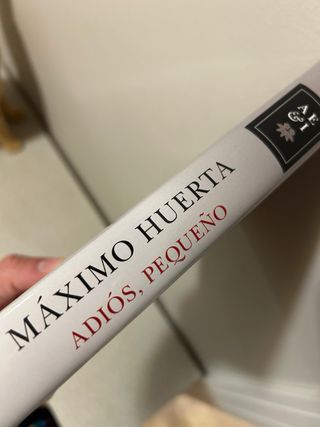 MÁXIMO HUERTA
ADIÓS, PEQUEÑO
A E
& I